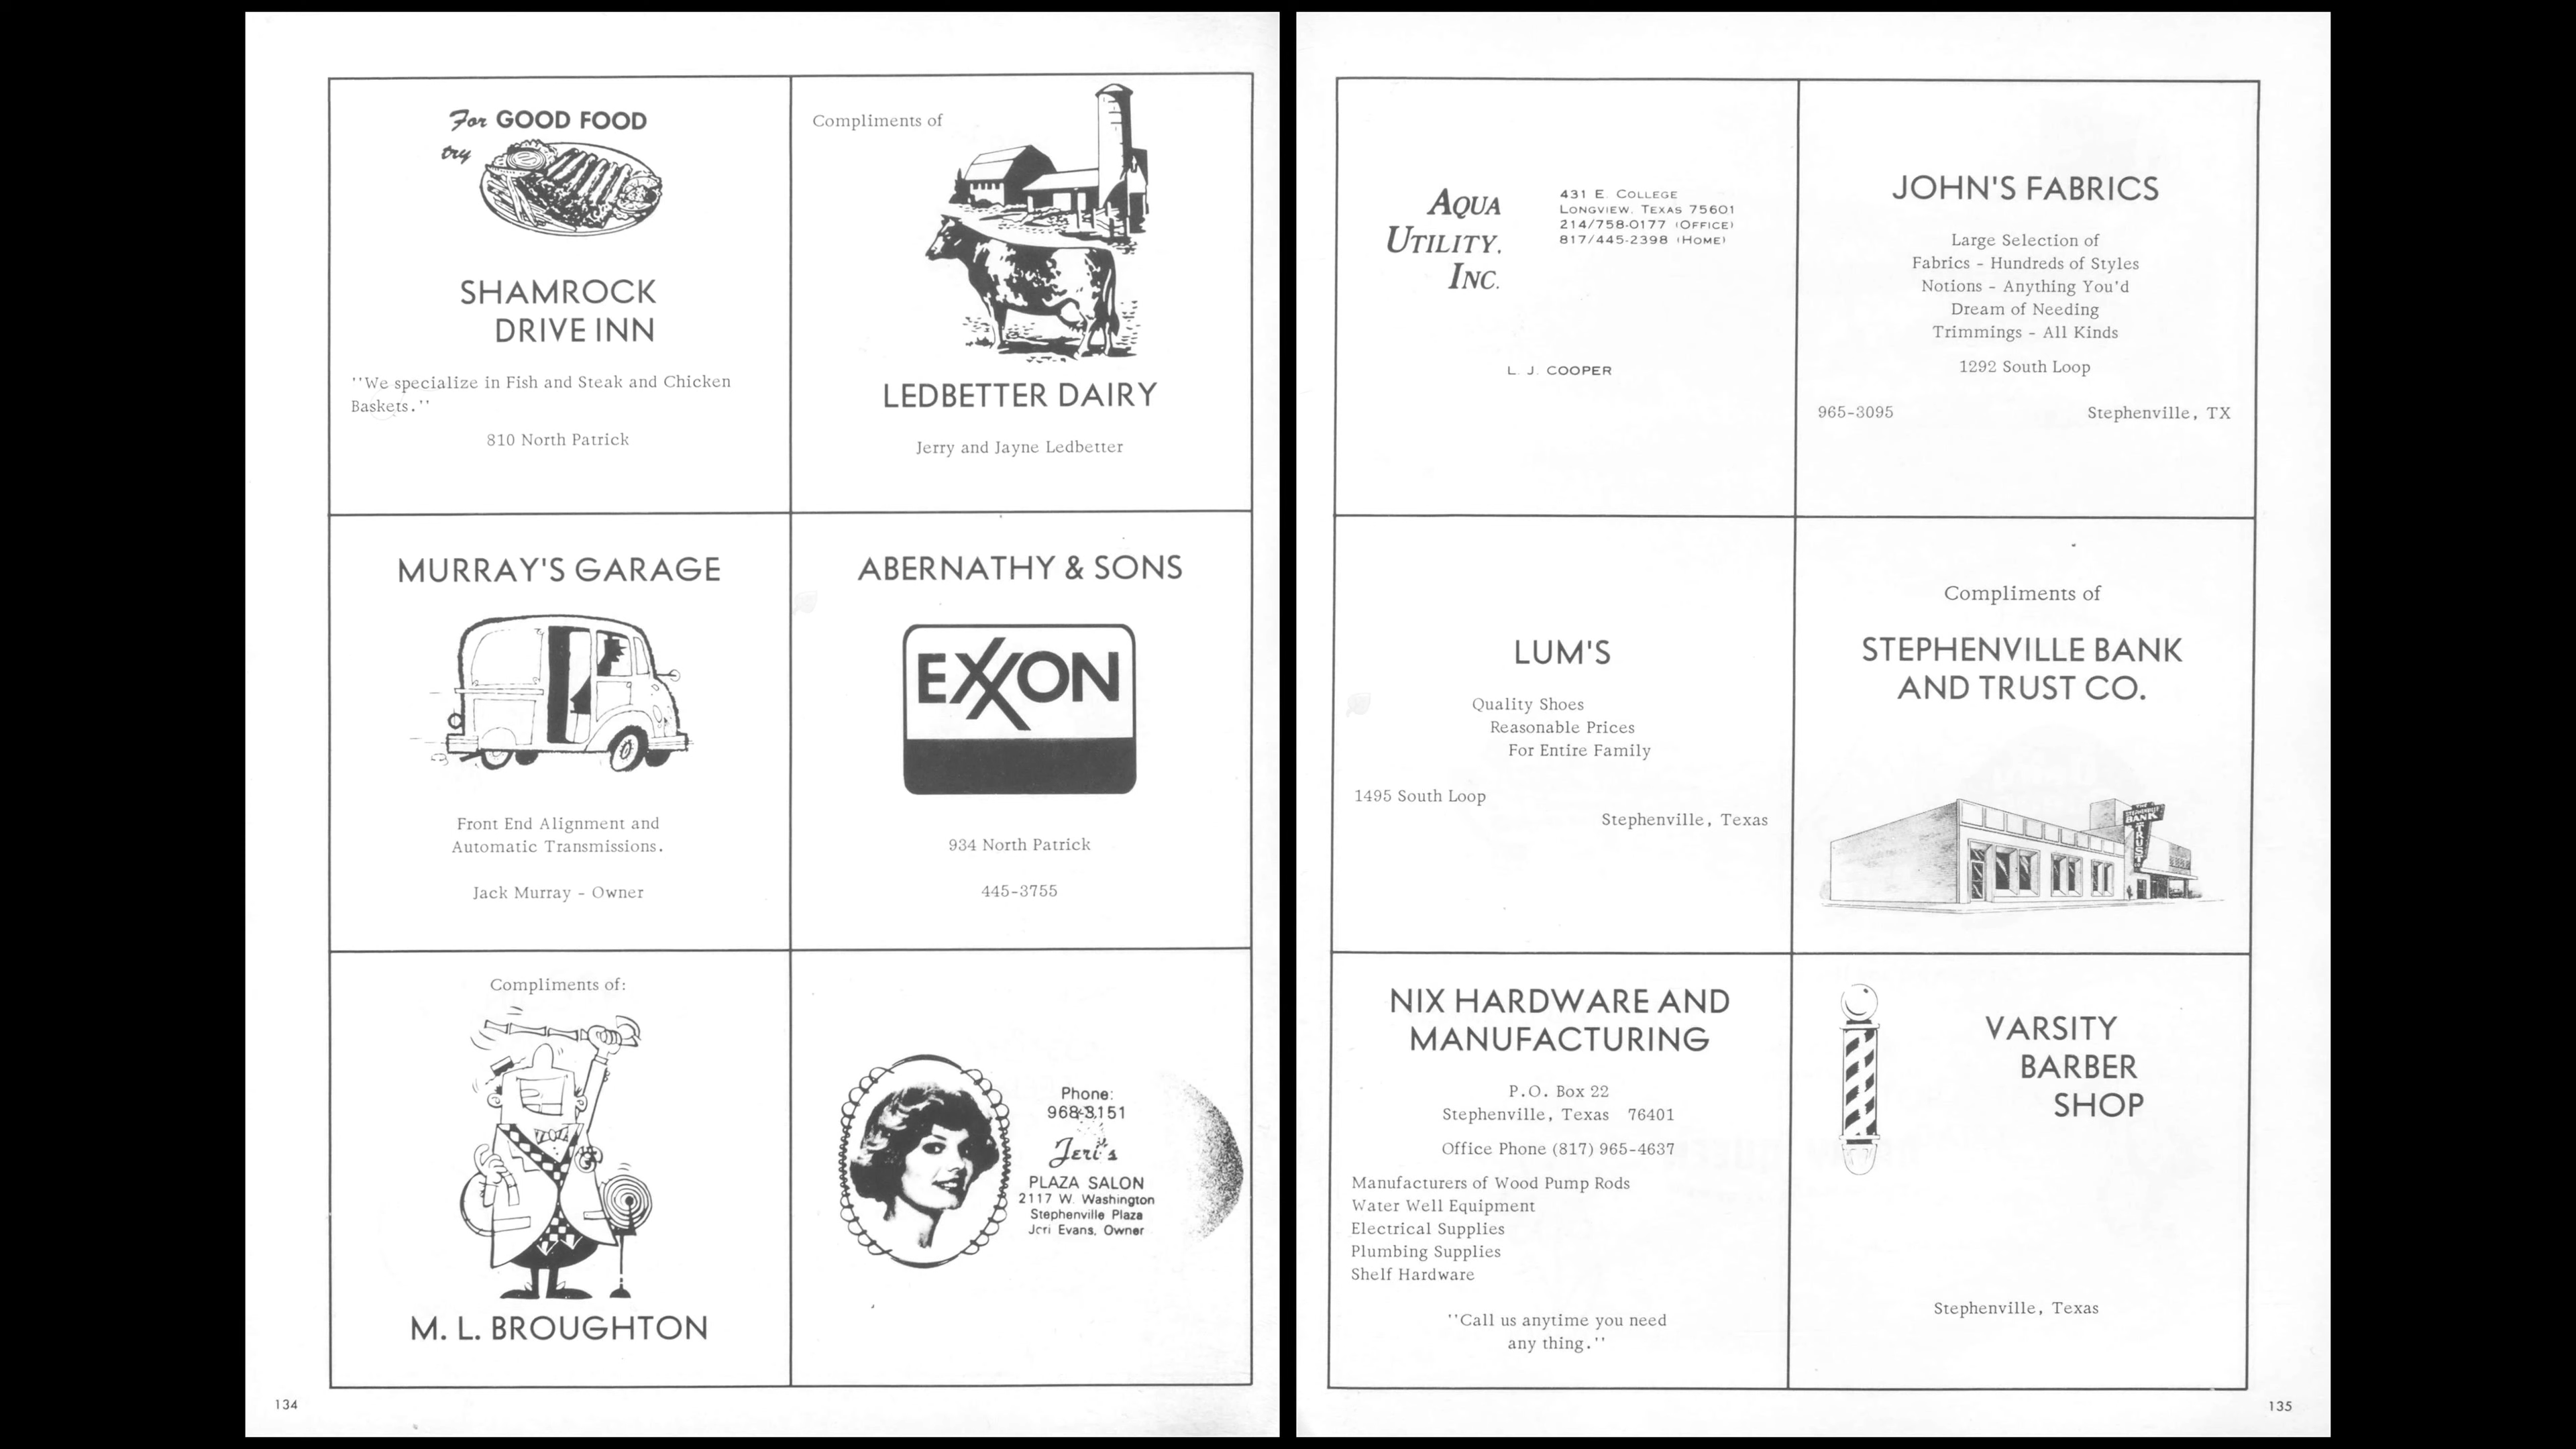 For GOOD FOOD
try
SHAMROCK
DRIVE INN
''We specialize in Fish and Steak and Chicken
Baskets.''
810 North Patrick
Compliments of
LEDBETTER DAIRY
Jerry and Jayne Ledbetter
MURRAY'S GARAGE
Front End Alignment and
Automatic Transmissions.
Jack Murray - Owner
ABERNATHY & SONS
EXXON
934 North Patrick
445-3755
Compliments of:
M. L. BROUGHTON
Phone:
968-3151
Jeri's
PLAZA SALON
2117 W. Washington
Stephenville Plaza
Jeri Evans, Owner
134
AQUA
UTILITY,
INC.
431 E. COLLEGE
LONGVIEW, TEXAS 75601
214/758-0177 (OFFICE)
817/445-2398 (HOME)
L. J. COOPER
JOHN'S FABRICS
Large Selection of
Fabrics - Hundreds of Styles
Notions - Anything You'd
Dream of Needing
Trimmings - All Kinds
1292 South Loop
965-3095 Stephenville, TX
LUM'S
Quality Shoes
Reasonable Prices
For Entire Family
1495 South Loop
Stephenville, Texas
Compliments of
STEPHENVILLE BANK
AND TRUST CO.
BANK
TRUST
NIX HARDWARE AND
MANUFACTURING
P.O. Box 22
Stephenville, Texas 76401
Office Phone (817) 965-4637
Manufacturers of Wood Pump Rods
Water Well Equipment
Electrical Supplies
Plumbing Supplies
Shelf Hardware
''Call us anytime you need
any thing.''
VARSITY
BARBER
SHOP
Stephenville, Texas
135